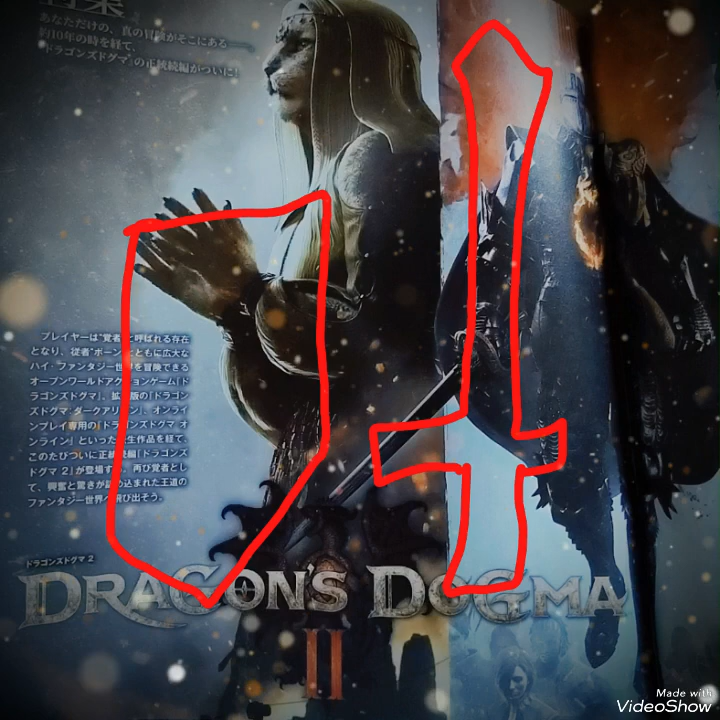 特集
あなただけの、真の冒険がそこにある——
約10年の時を経て、
『ドラゴンズドグマ』の正統続編がついに!
プレイヤーは"覚者"と呼ばれる存在
となり、従者"ポーン"とともに広大な
ハイ・ファンタジー世界を冒険できる
オープンワールドアクションゲーム『ド
ラゴンズドグマ』、拡張版の『ドラゴン
ズドグマ:ダークアリズン』、オンライ
ンプレイ専用の『ドラゴンズドグマ オ
ンライン』といった派生作品を経て
このたびついに正統続編『ドラゴンズ
ドグマ 2』が登場する。再び覚者とし
て、興奮と驚きが詰め込まれた王道の
ファンタジー世界へ飛び出そう。
ドラゴンズドグマ 2
DRAGON'S DOGMA
II
Made with
VideoShow